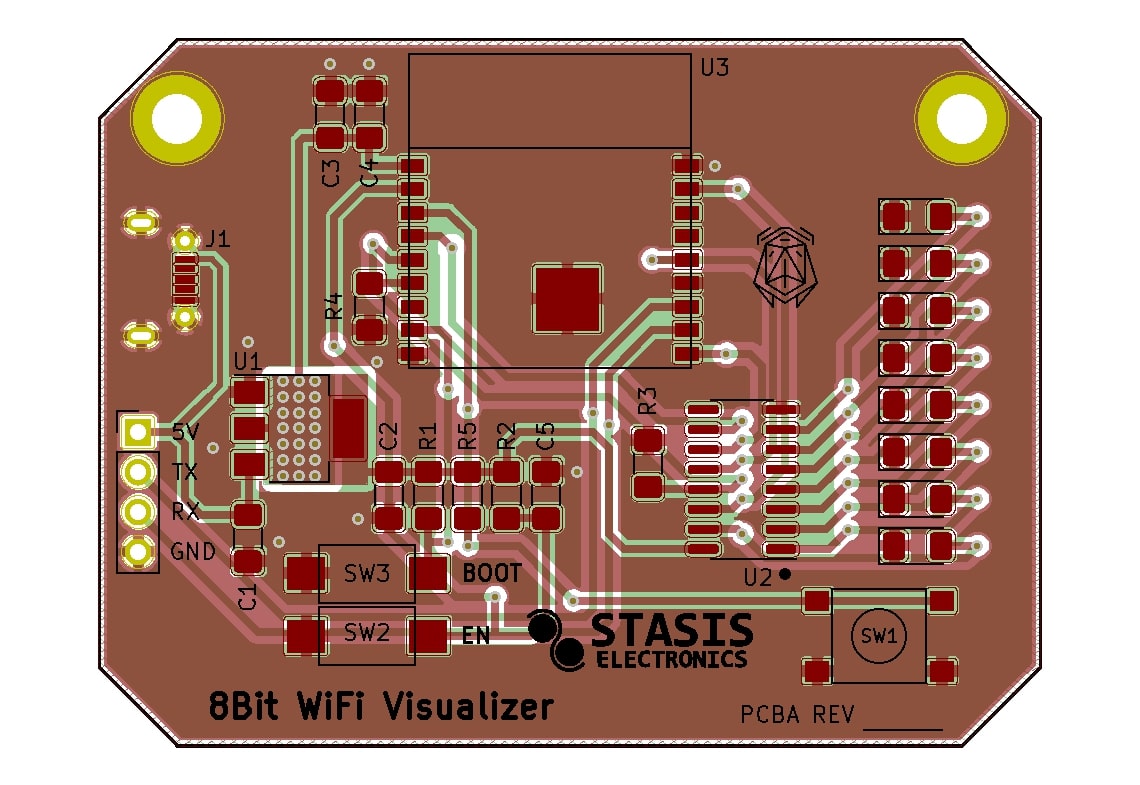 U3
C3
C4
J1
R4
U1
R3
5V
C2
R1
R5
R2
C5
TX
RX
GND
U2
SW3
BOOT
C1
SW2
EN
STASIS
ELECTRONICS
SW1
8Bit WiFi Visualizer
PCBA REV